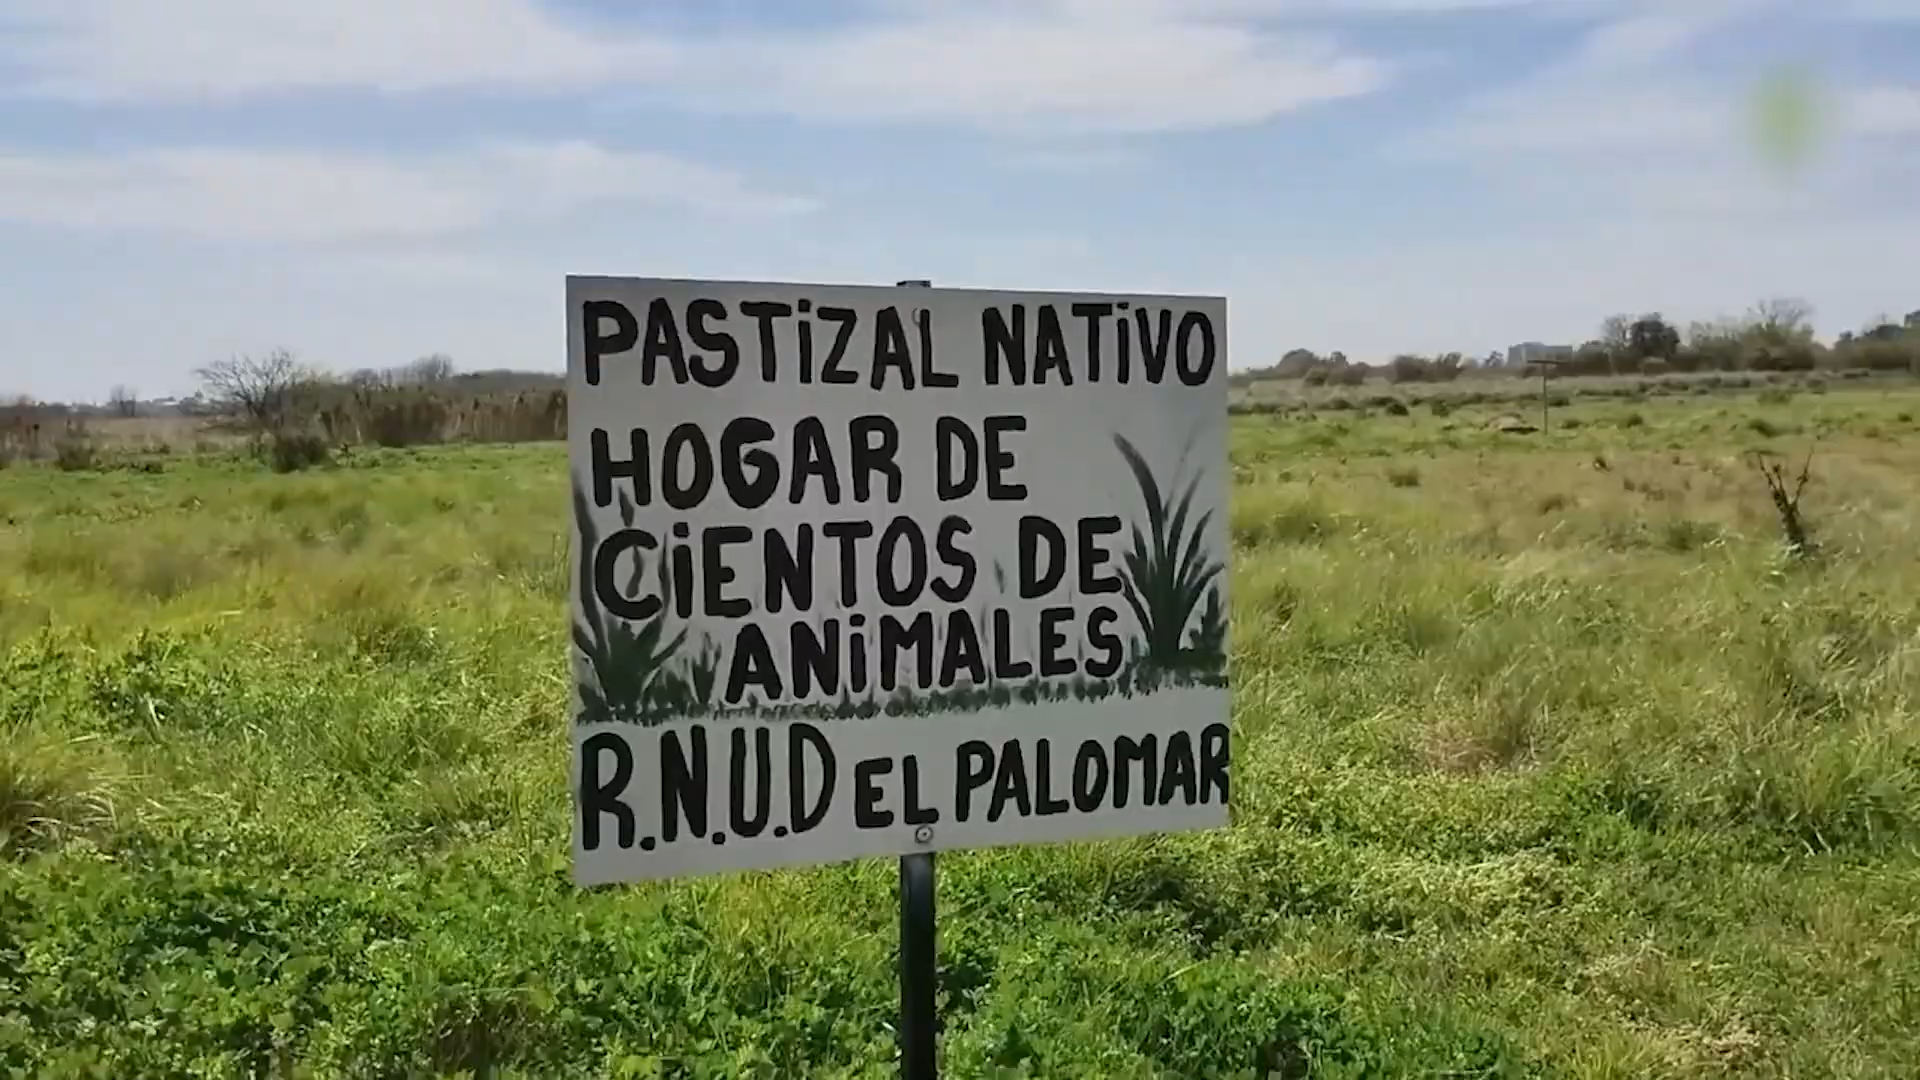 PASTiZAL NATiVO
HOGAR DE
CiENTOS DE
ANiMALES
R.N.U.D EL PALOMAR